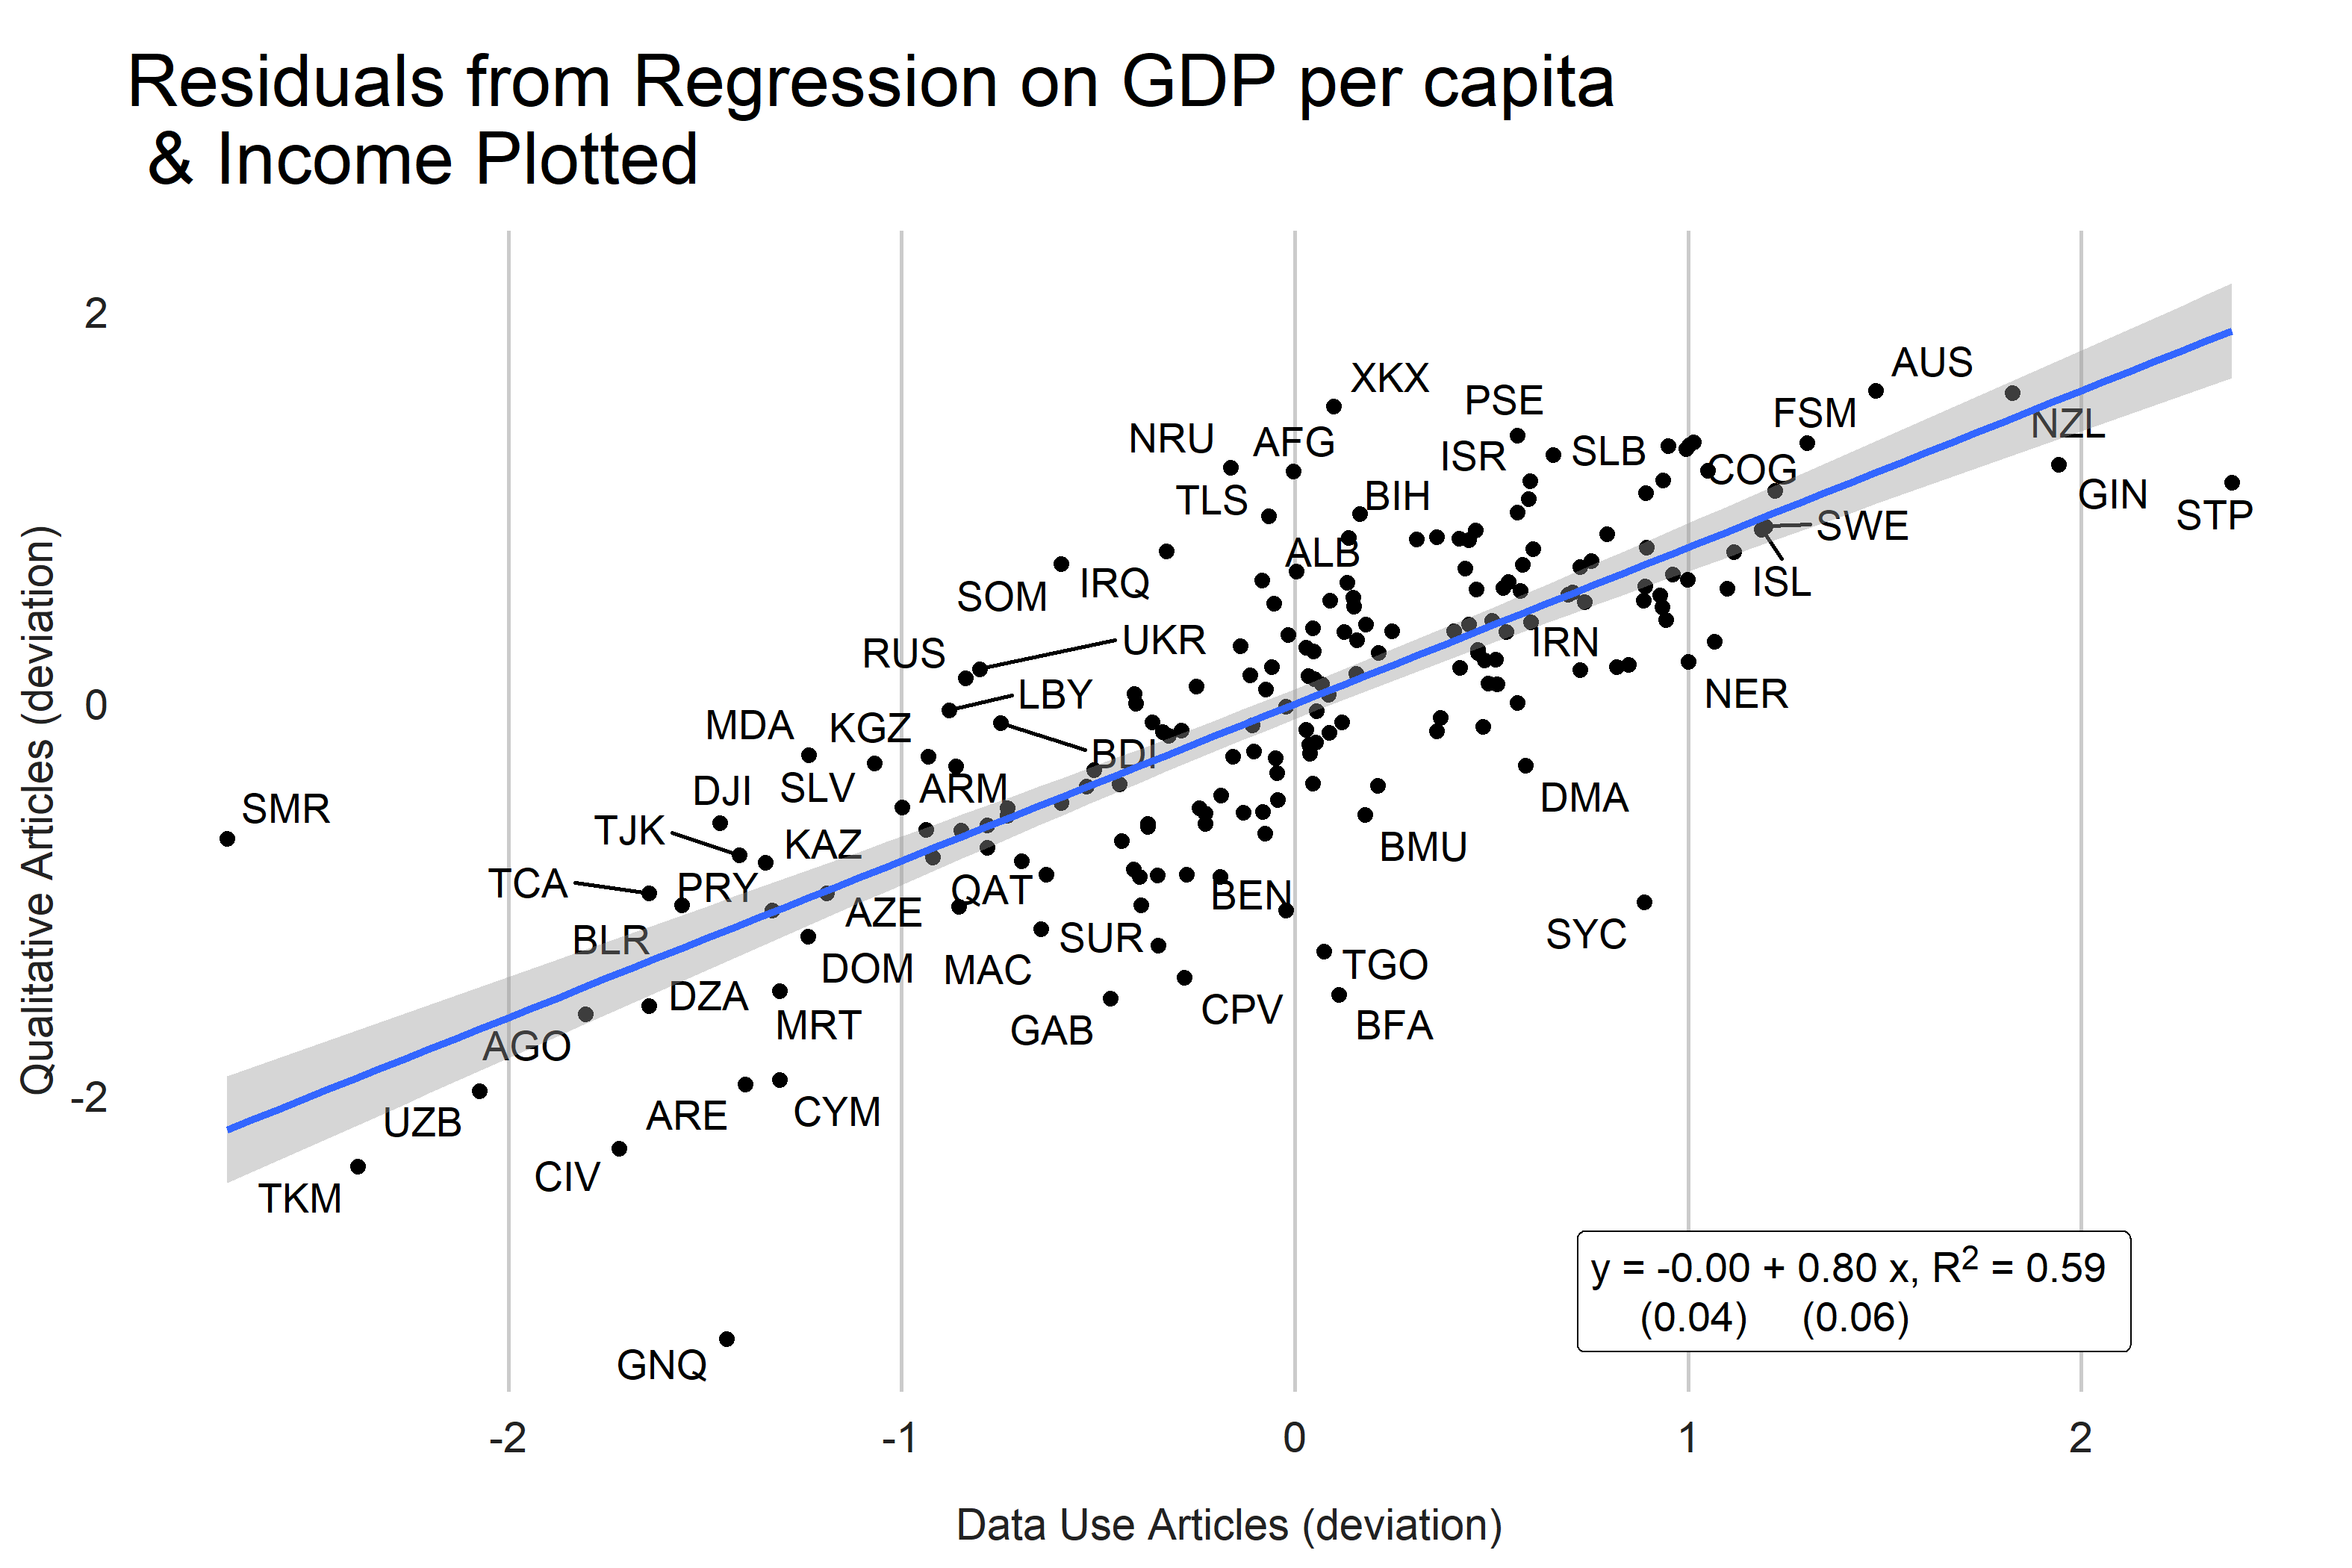 Residuals from Regression on GDP per capita
& Income Plotted
Qualitative Articles (deviation)
2
0
-2
XKX
AUS
PSE
FSM
NZL
NRU
AFG
ISR
SLB
COG
TLS
BIH
GIN
STP
SWE
ALB
SOM
IRQ
ISL
RUS
UKR
IRN
LBY
NER
MDA
KGZ
BDI
DJI
SLV
ARM
DMA
SMR
TJK
KAZ
BMU
TCA
PRY
QAT
BEN
AZE
BLR
SUR
SYC
DOM
MAC
TGO
DZA
MRT
GAB
CPV
BFA
AGO
UZB
ARE
CYM
CIV
TKM
GNQ
y = -0.00 + 0.80 x, R2 = 0.59
(0.04) (0.06)
-2 -1 0 1 2
Data Use Articles (deviation)